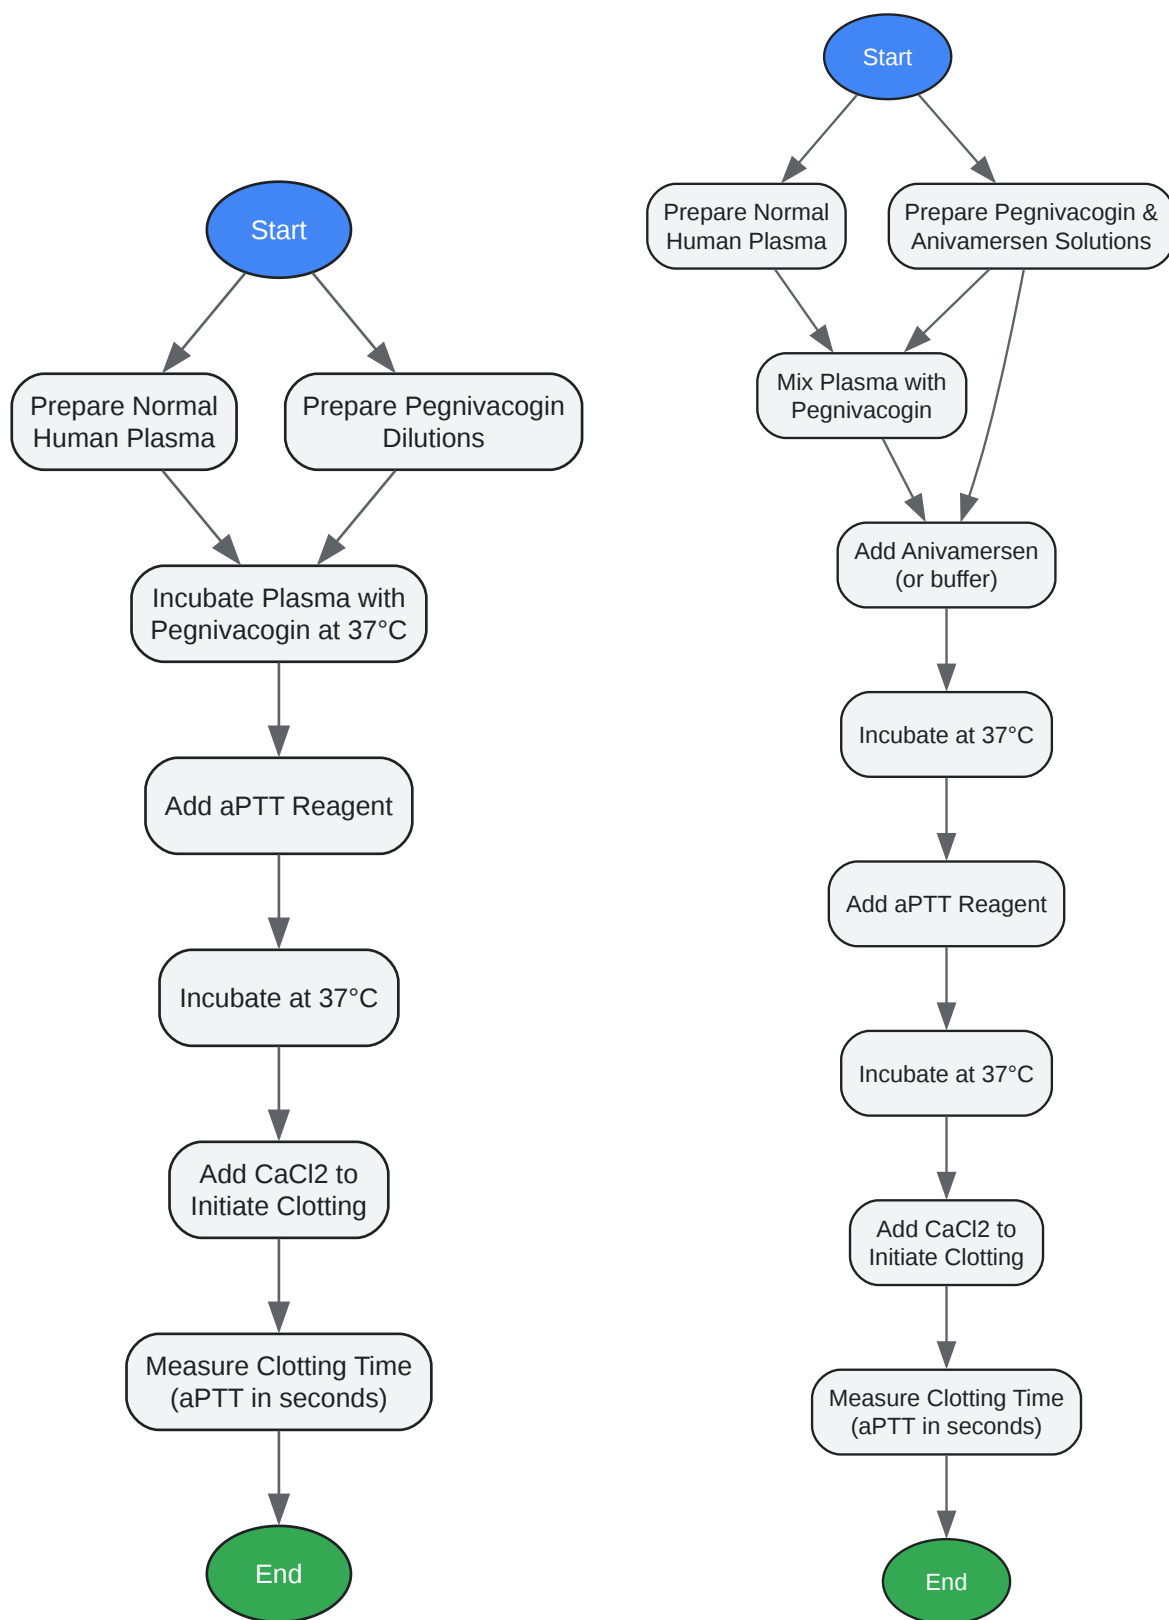 Start
Prepare Normal
Human Plasma
Prepare Pegnivacogin
Dilutions
Incubate Plasma with
Pegnivacogin at 37°C
Add aPTT Reagent
Incubate at 37°C
Add CaCl2 to
Initiate Clotting
Measure Clotting Time
(aPTT in seconds)
End
Start
Prepare Normal
Human Plasma
Prepare Pegnivacogin &
Anivamersen Solutions
Mix Plasma with
Pegnivacogin
Add Anivamersen
(or buffer)
Incubate at 37°C
Add aPTT Reagent
Incubate at 37°C
Add CaCl2 to
Initiate Clotting
Measure Clotting Time
(aPTT in seconds)
End